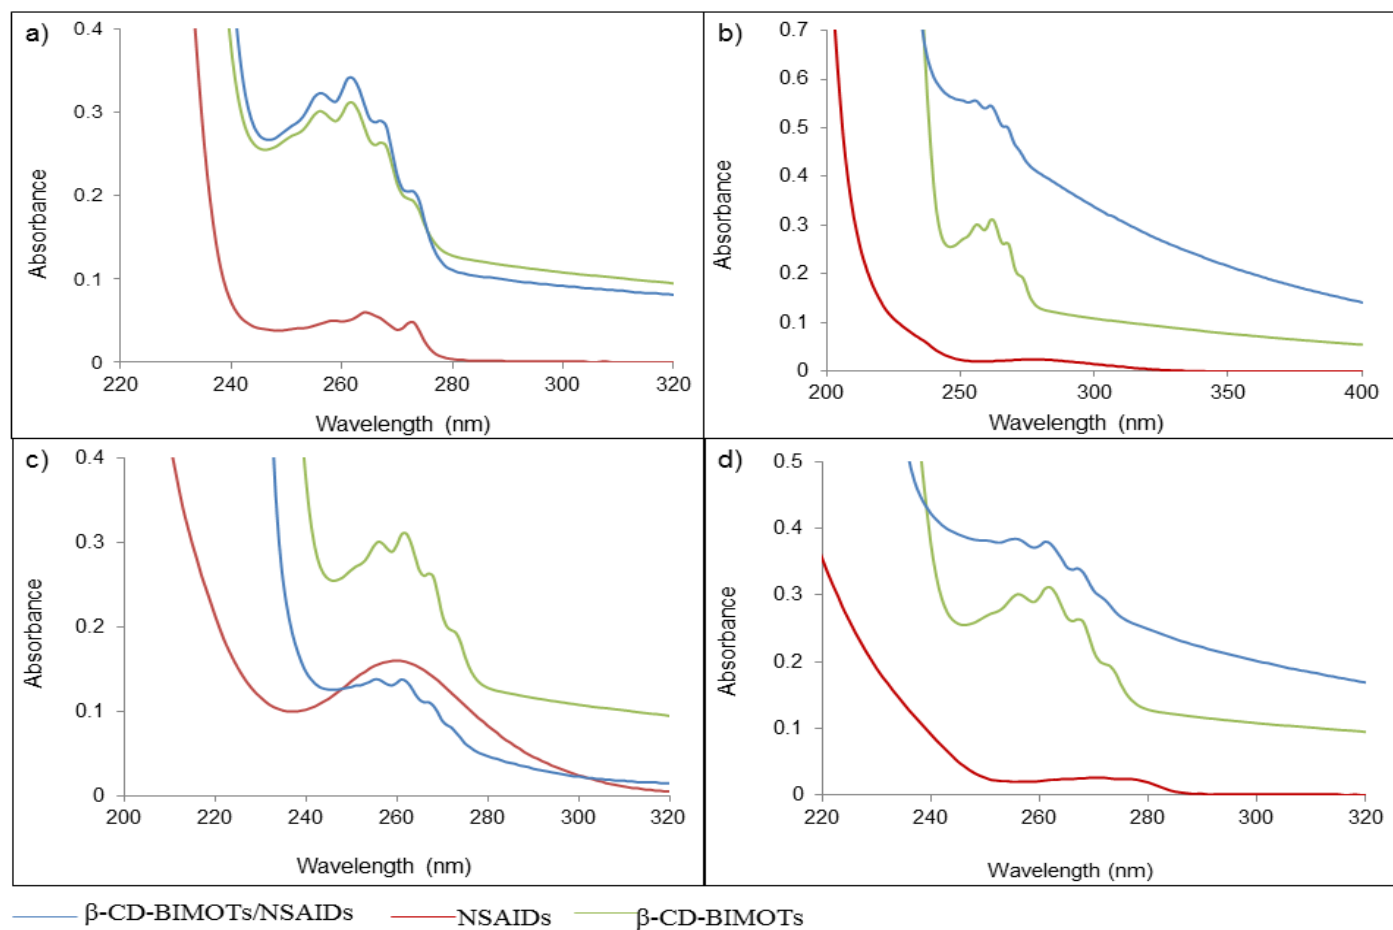 a)
0.4
0.3
0.2
0.1
0
Absorbance
220 240 260 280 300 320
Wavelength (nm)
b)
0.7
0.6
0.5
0.4
0.3
0.2
0.1
0
Absorbance
200 250 300 350 400
Wavelength (nm)
c)
0.4
0.3
0.2
0.1
0
Absorbance
200 220 240 260 280 300 320
Wavelength (nm)
d)
0.5
0.4
0.3
0.2
0.1
0
Absorbance
220 240 260 280 300 320
Wavelength (nm)
β-CD-BIMOTs/NSAIDs NSAIDs β-CD-BIMOTs